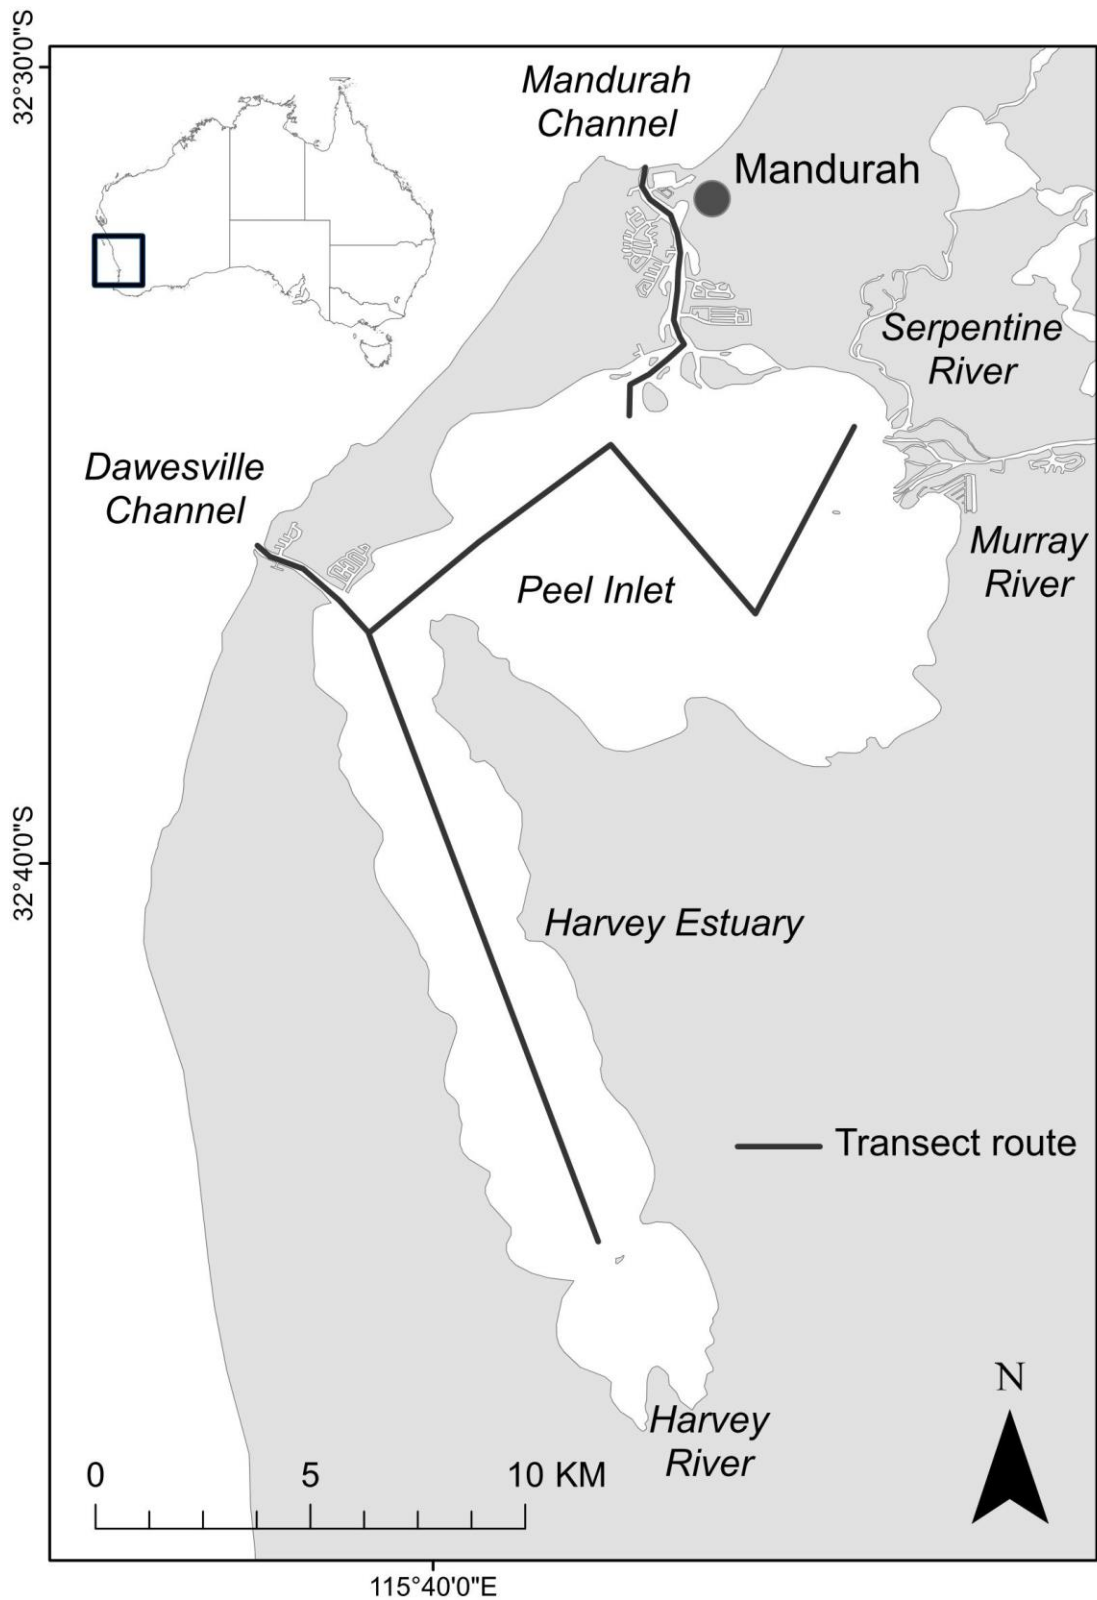 32°30'0"S
Mandurah
Channel
Mandurah
Serpentine
River
Dawesville
Channel
Murray
River
Peel Inlet
32°40'0"S
Harvey Estuary
Transect route
N
Harvey
River
0 5 10 KM
115°40'0"E